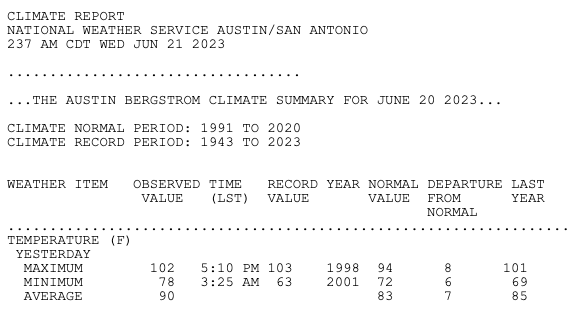 CLIMATE REPORT
NATIONAL WEATHER SERVICE AUSTIN/SAN ANTONIO
237 AM CDT WED JUN 21 2023
...................................
...THE AUSTIN BERGSTROM CLIMATE SUMMARY FOR JUNE 20 2023...
CLIMATE NORMAL PERIOD: 1991 TO 2020
CLIMATE RECORD PERIOD: 1943 TO 2023
WEATHER ITEM   OBSERVED TIME   RECORD YEAR NORMAL DEPARTURE LAST
                VALUE   (LST)  VALUE       VALUE  FROM      YEAR
                                                  NORMAL
...................................................................
TEMPERATURE (F)
 YESTERDAY
  MAXIMUM        102   5:10 PM 103    1998  94      8      101
  MINIMUM         78   3:25 AM  63    2001  72      6       69
  AVERAGE         90                        83      7       85